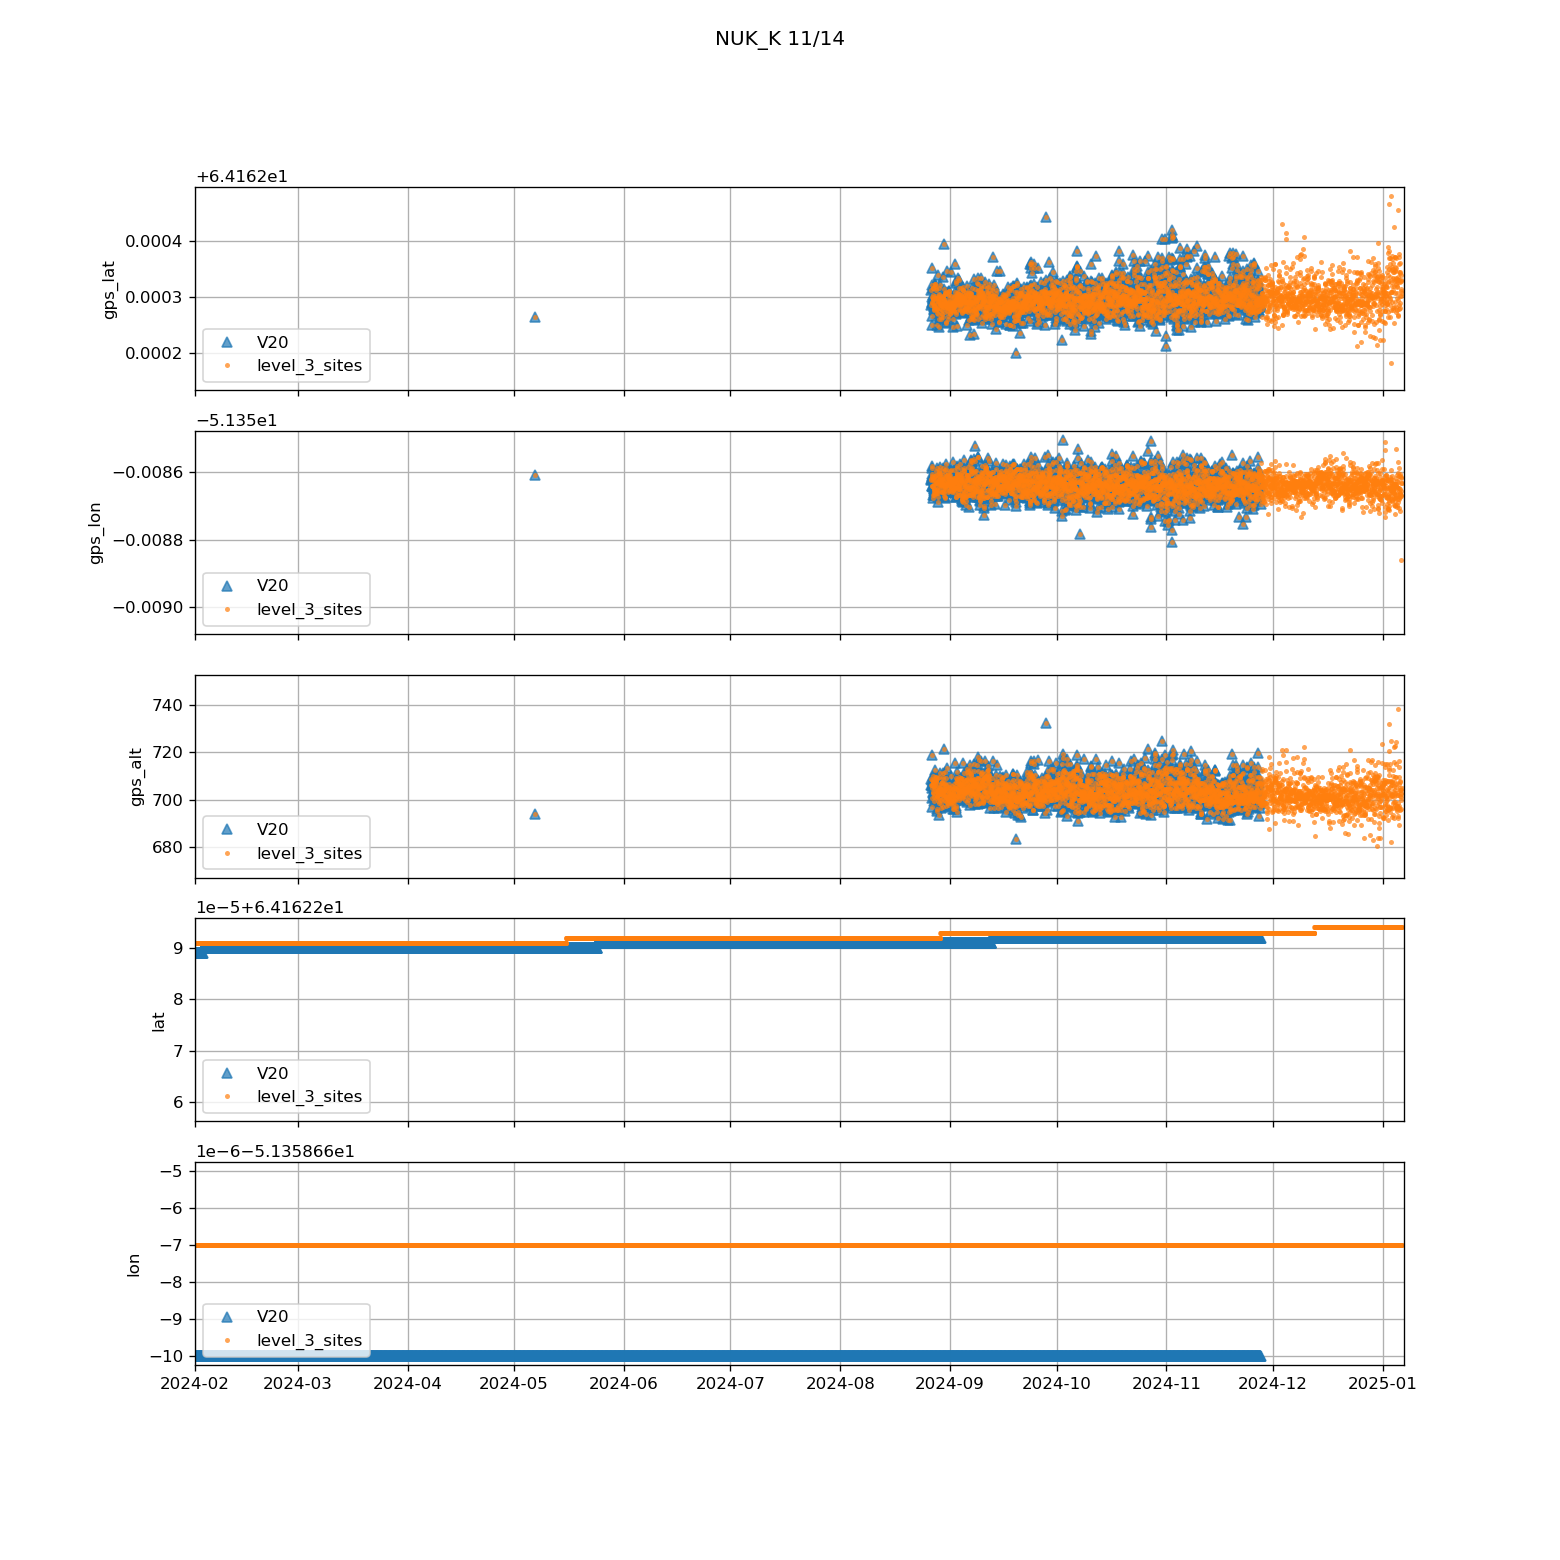 NUK_K 11/14
+6.4162e1
0.0004
0.0003
0.0002
gps_lat
V20
level_3_sites
−5.135e1
−0.0086
−0.0088
−0.0090
gps_lon
V20
level_3_sites
740
720
700
680
gps_alt
V20
level_3_sites
1e−5+6.41622e1
9
8
7
6
lat
V20
level_3_sites
1e−6−5.135866e1
−5
−6
−7
−8
−9
−10
lon
V20
level_3_sites
2024-02 2024-03 2024-04 2024-05 2024-06 2024-07 2024-08 2024-09 2024-10 2024-11 2024-12 2025-01